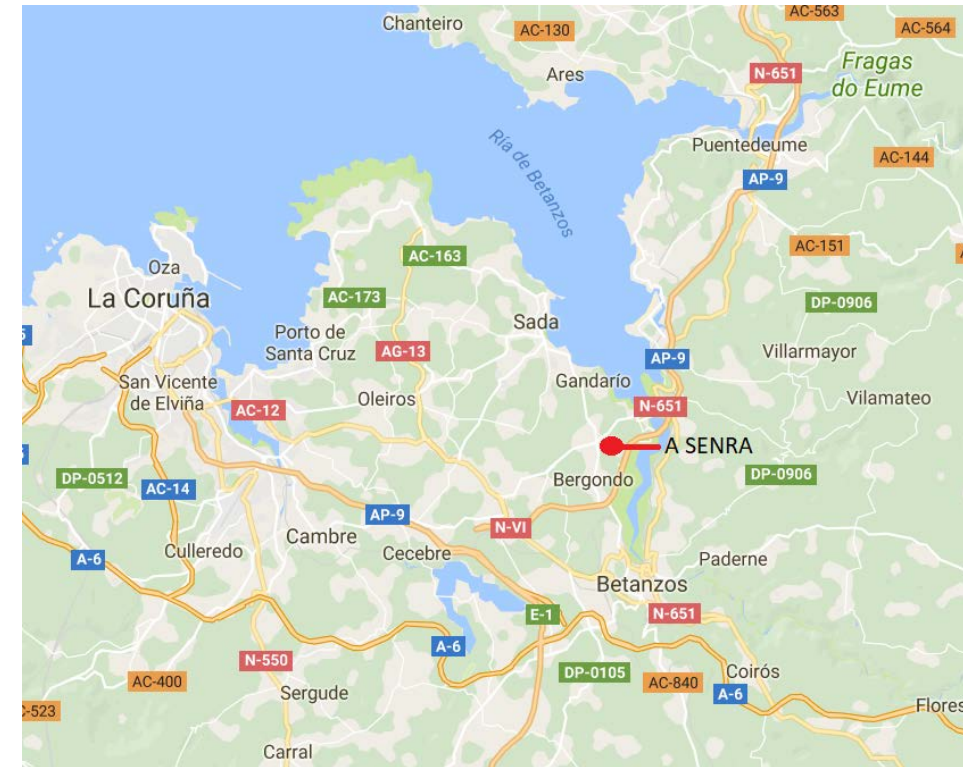 Chanteiro
AC-130
AC-563
AC-564
Ares
N-651
Fragas
do Eume
Ría de Betanzos
Puentedeume
AC-144
AP-9
AC-163
AC-151
Oza
La Coruña
AC-173
DP-0906
Porto de
Santa Cruz
Sada
AG-13
AP-9
Villarmayor
San Vicente
de Elviña
Gandarío
AC-12
Oleiros
N-651
Vilamateo
A SENRA
DP-0512
AC-14
Bergondo
DP-0906
AP-9
N-VI
Cambre
Culleredo
Cecebre
A-6
Paderne
Betanzos
E-1
N-651
A-6
N-550
DP-0105
AC-840
Coirós
AC-400
Sergude
A-6
Flores
-523
Carral